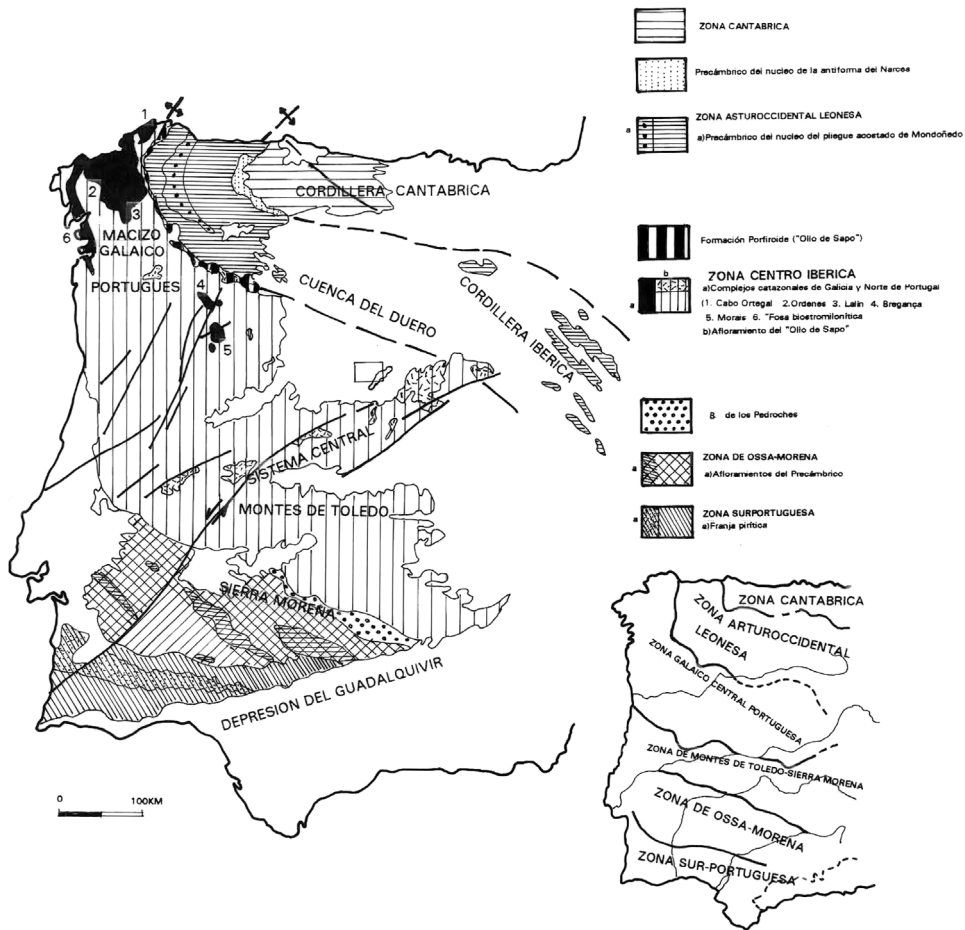 ZONA CANTABRICA
Precámbrico del nucleo de la antiforma del Narcea
ZONA ASTUROCCIDENTAL LEONESA
a
a)Precámbrico del nucleo del pliegue acostado de Mondoñedo
Formación Porfiroide ("Ollo de Sapo")
b
ZONA CENTRO IBERICA
a
a)Complejos catazonales de Galicia y Norte de Portugal
(1. Cabo Ortegal 2.Ordenes 3. Lalín 4. Bregança
5. Morais 6. "Fosa blastromilonítica
b)Afloramiento del "Ollo de Sapo"
B. de los Pedroches
ZONA DE OSSA-MORENA
a
a)Afloramientos del Precámbrico
ZONA SURPORTUGUESA
a
a)Franja pirítica
1
2
3
6
4
5
CORDILLERA CANTABRICA
MACIZO
GALAICO
PORTUGUES
CUENCA DEL DUERO
CORDILLERA IBERICA
SISTEMA CENTRAL
MONTES DE TOLEDO
SIERRA MORENA
DEPRESION DEL GUADALQUIVIR
0 100KM
ZONA CANTABRICA
ZONA ARTUROCCIDENTAL
LEONESA
ZONA GALAICO CENTRAL PORTUGUESA
ZONA DE MONTES DE TOLEDO-SIERRA MORENA
ZONA DE OSSA-MORENA
ZONA SUR-PORTUGUESA